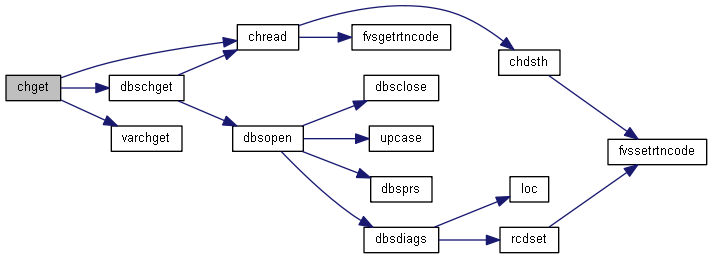 chget
chread
dbschget
varchget
fvsgetrtncode
dbsopen
chdsth
dbsclose
upcase
dbsprs
dbsdiags
loc
rcdset
fvssetrtncode